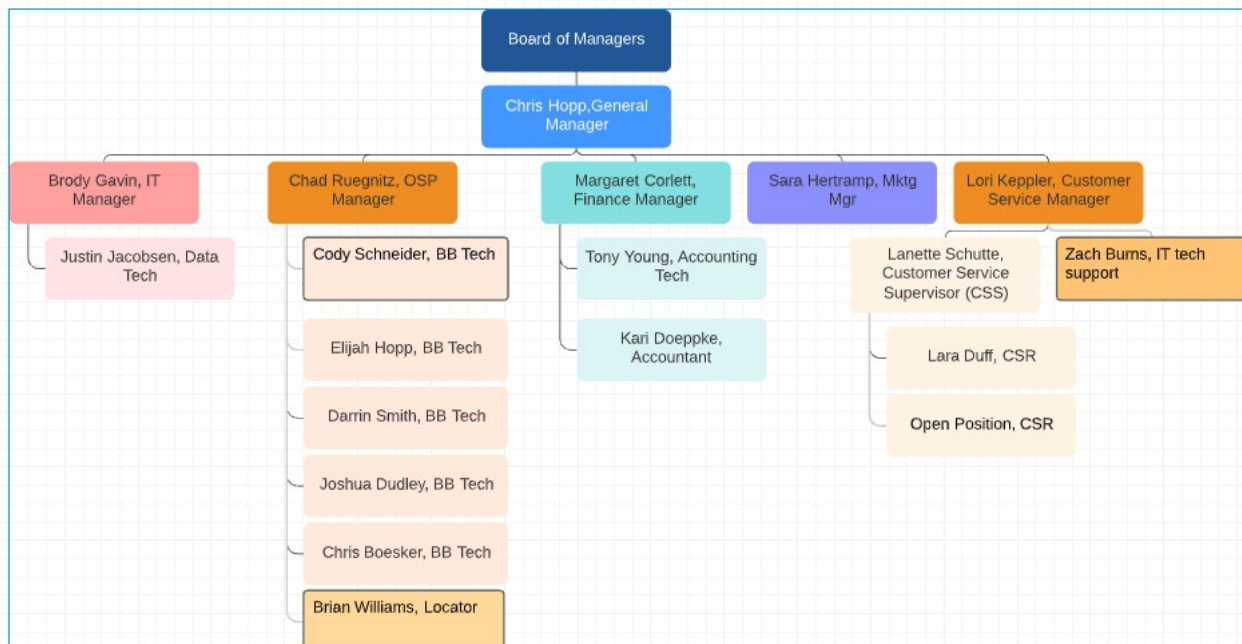 Board of Managers
Chris Hopp,General
Manager
Brody Gavin, IT
Manager
Chad Ruegnitz, OSP
Manager
Margaret Corlett,
Finance Manager
Sara Hertramp, Mktg
Mgr
Lori Keppler, Customer
Service Manager
Justin Jacobsen, Data
Tech
Cody Schneider, BB Tech
Elijah Hopp, BB Tech
Darrin Smith, BB Tech
Joshua Dudley, BB Tech
Chris Boesker, BB Tech
Brian Williams, Locator
Tony Young, Accounting
Tech
Kari Doeppke,
Accountant
Lanette Schutte,
Customer Service
Supervisor (CSS)
Zach Burns, IT tech
support
Lara Duff, CSR
Open Position, CSR